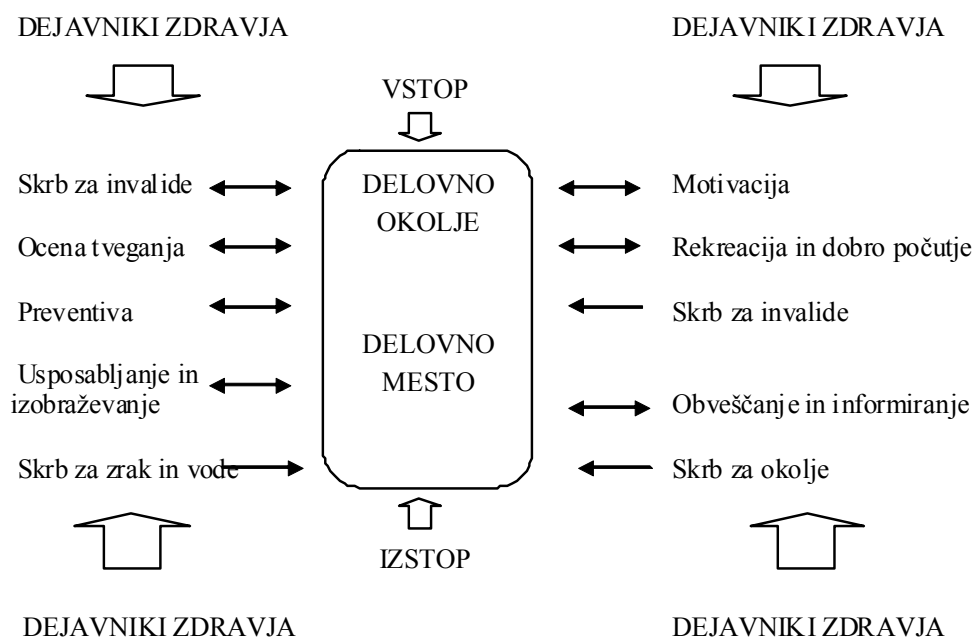 DEJAVNIKI ZDRAVJA
DEJAVNIKI ZDRAVJA
VSTOP
Skrb za invalide
Ocena tveganja
Preventiva
Usposabljanje in
izobraževanje
Skrb za zrak in vode
DELOVNO
OKOLJE
DELOVNO
MESTO
Motivacija
Rekreacija in dobro počutje
Skrb za invalide
Obveščanje in informiranje
Skrb za okolje
IZSTOP
DEJAVNIKI ZDRAVJA
DEJAVNIKI ZDRAVJA